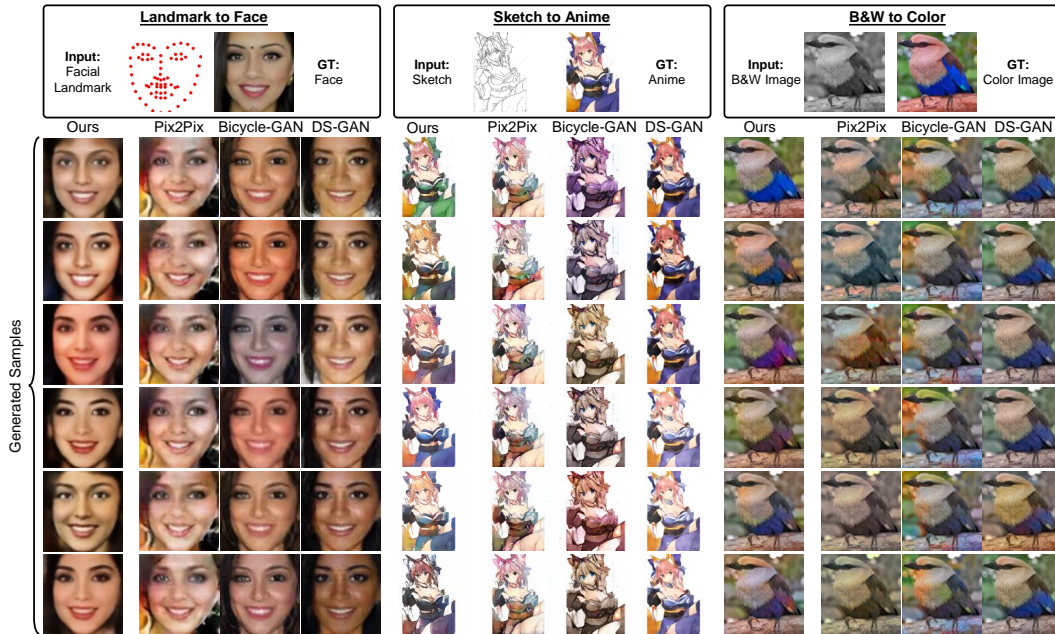 Landmark to Face
Input:
Facial
Landmark
GT:
Face
Sketch to Anime
Input:
Sketch
GT:
Anime
B&W to Color
Input:
B&W Image
GT:
Color Image
Ours Pix2Pix Bicycle-GAN DS-GAN
Ours Pix2Pix Bicycle-GAN DS-GAN
Ours Pix2Pix Bicycle-GAN DS-GAN
Generated Samples